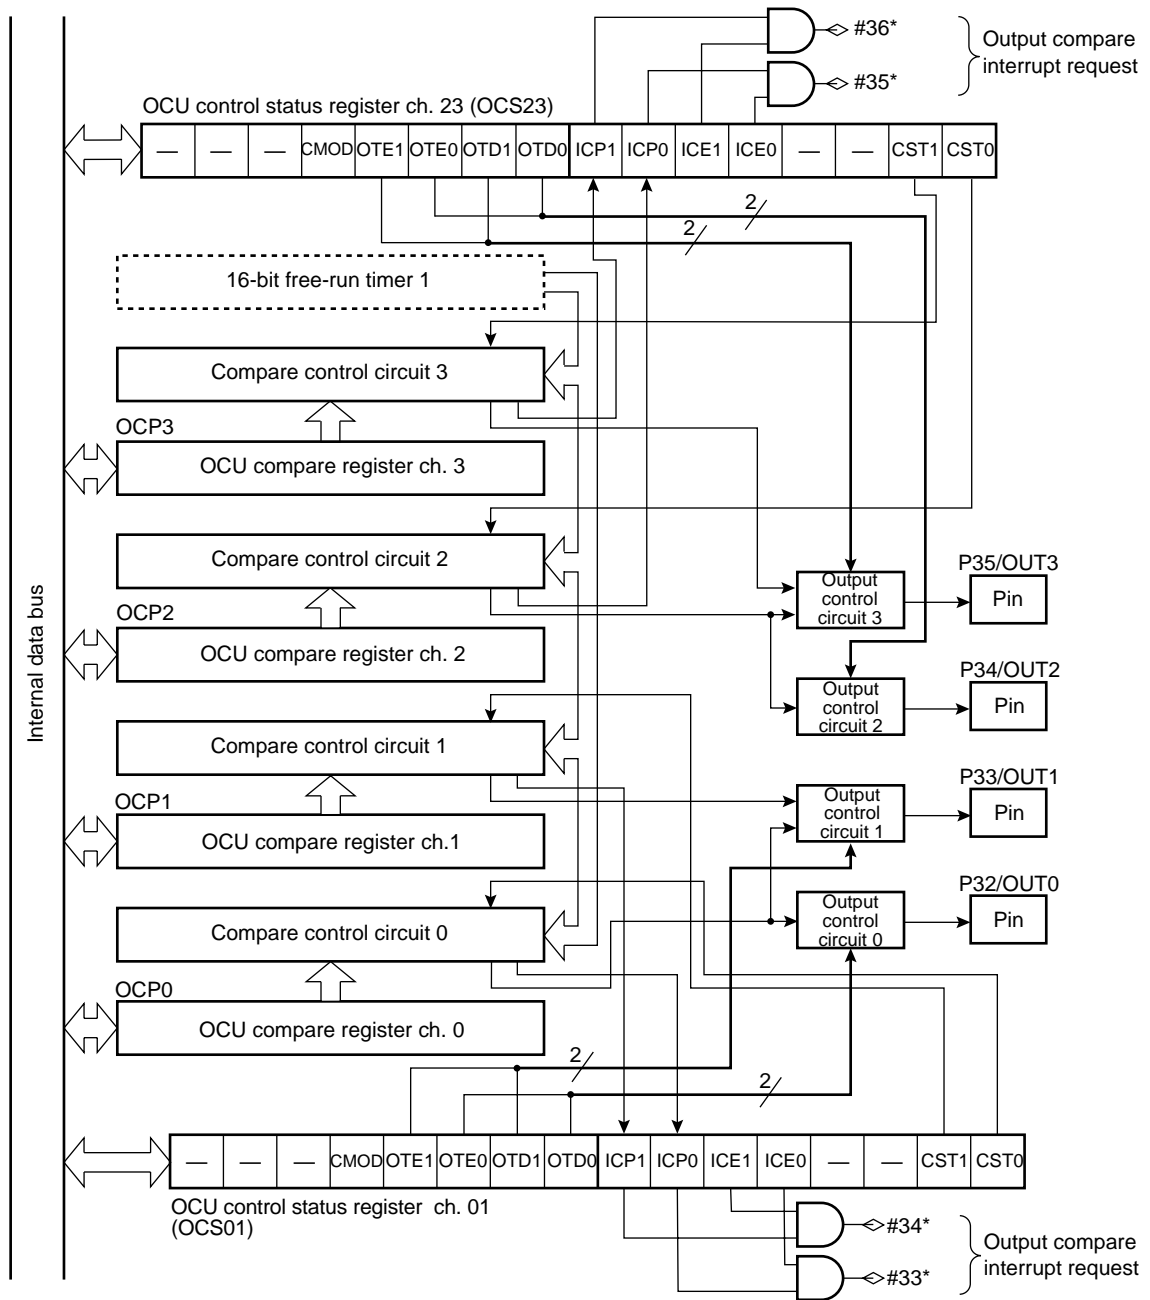 #36*
Output compare
interrupt request
#35*
OCU control status register ch. 23 (OCS23)
— — — CMOD OTE1 OTE0 OTD1 OTD0 ICP1 ICP0 ICE1 ICE0 — — CST1 CST0
2
2
16-bit free-run timer 1
Compare control circuit 3
OCP3
OCU compare register ch. 3
Compare control circuit 2
OCP2
OCU compare register ch. 2
Output
control
circuit 3
P35/OUT3
Pin
Output
control
circuit 2
P34/OUT2
Pin
Internal data bus
Compare control circuit 1
OCP1
OCU compare register ch.1
Output
control
circuit 1
P33/OUT1
Pin
Compare control circuit 0
OCP0
OCU compare register ch. 0
Output
control
circuit 0
P32/OUT0
Pin
2
2
— — — CMOD OTE1 OTE0 OTD1 OTD0 ICP1 ICP0 ICE1 ICE0 — — CST1 CST0
OCU control status register ch. 01
(OCS01)
#34*
#33*
Output compare
interrupt request